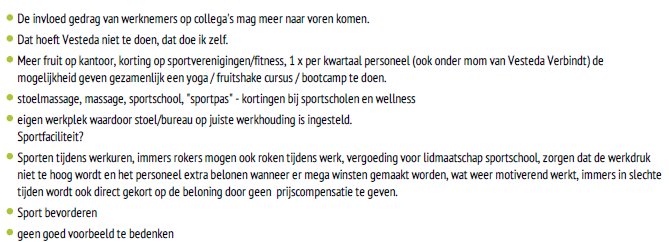 • De invloed gedrag van werknemers op collega's mag meer naar voren komen.
• Dat hoeft Vesteda niet te doen, dat doe ik zelf.
• Meer fruit op kantoor, korting op sportverenigingen/fitness, 1 x per kwartaal personeel (ook onder mom van Vesteda Verbindt) de
mogelijkheid geven gezamenlijk een yoga / fruitshake cursus / bootcamp te doen.
• stoelmassage, massage, sportschool, "sportpas" - kortingen bij sportscholen en wellness
• eigen werkplek waardoor stoel/bureau op juiste werkhouding is ingesteld.
Sportfaciliteit?
• Sporten tijdens werkuren, immers rokers mogen ook roken tijdens werk, vergoeding voor lidmaatschap sportschool, zorgen dat de werkdruk
niet te hoog wordt en het personeel extra belonen wanneer er mega winsten gemaakt worden, wat weer motiverend werkt, immers in slechte
tijden wordt ook direct gekort op de beloning door geen prijscompensatie te geven.
• Sport bevorderen
• geen goed voorbeeld te bedenken